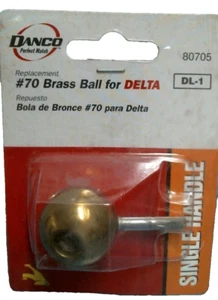 DANCO
Perfect Match
80705
Replacement
#70 Brass Ball for DELTA
DL-1
Repuesto
Bola de Bronce #70 para Delta
SINGLE HANDLE